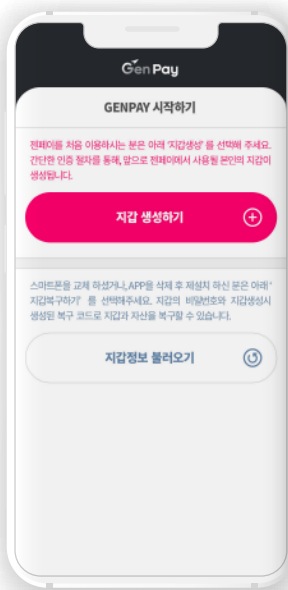 Gen Pay
GENPAY 시작하기
젠페이를 처음 이용하시는 분은 아래 '지갑생성' 를 선택해 주세요.
간단한 인증 절차를 통해, 앞으로 젠페이에서 사용될 본인의 지갑이
생성됩니다.
지갑 생성하기
스마트폰을 교체 하셨거나, APP을 삭제 후 재설치 하신 분은 아래 '
지갑복구하기' 를 선택해주세요. 지갑의 비밀번호와 지갑생성시
생성된 복구 코드로 지갑과 자산을 복구할 수 있습니다.
지갑정보 불러오기